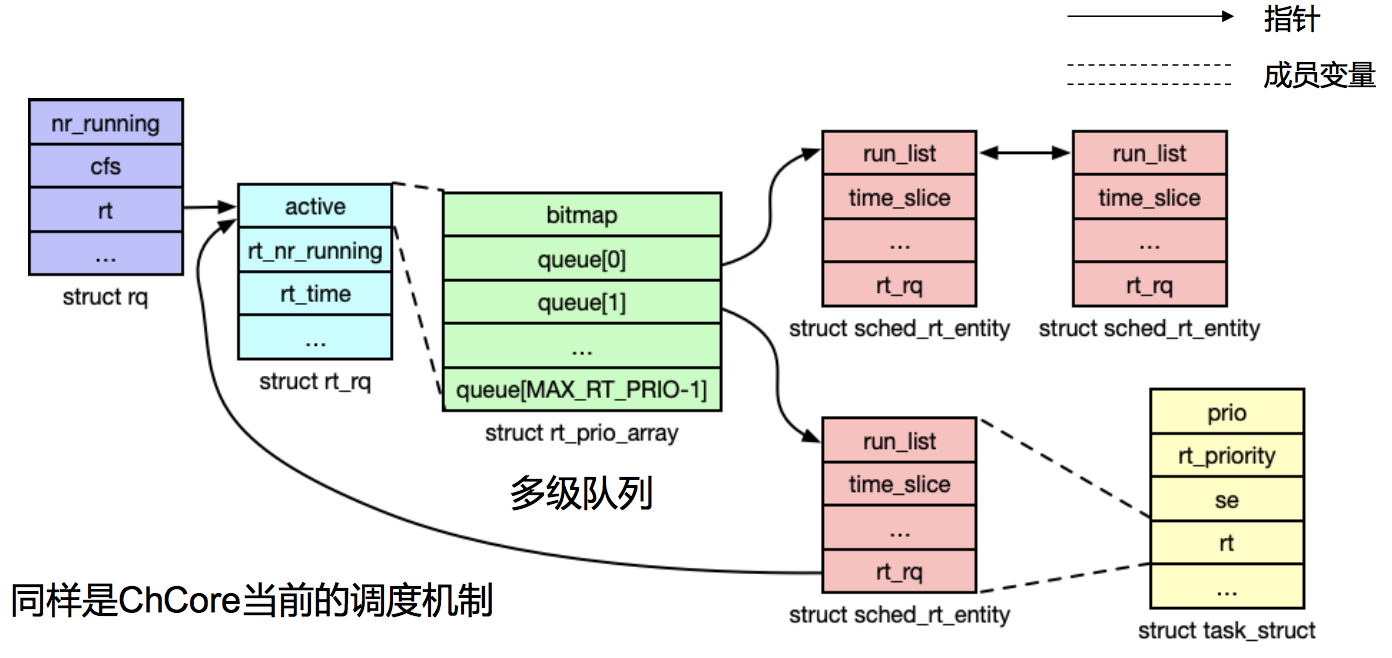 指针
成员变量
nr_running
cfs
rt
...
struct rq
active
rt_nr_running
rt_time
...
struct rt_rq
bitmap
queue[0]
queue[1]
...
queue[MAX_RT_PRIO-1]
struct rt_prio_array
多级队列
run_list
time_slice
...
rt_rq
struct sched_rt_entity
run_list
time_slice
...
rt_rq
struct sched_rt_entity
run_list
time_slice
...
rt_rq
struct sched_rt_entity
prio
rt_priority
se
rt
...
struct task_struct
同样是ChCore当前的调度机制